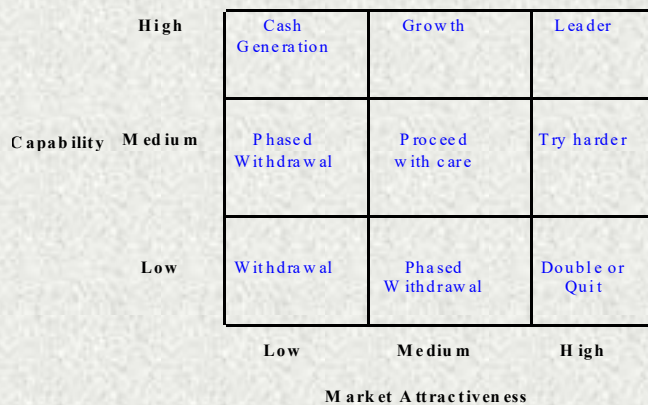 High
Cash
Generation
Growth
Leader
Capability
Medium
Phased
Withdrawal
Proceed
with care
Try harder
Low
Withdrawal
Phased
Withdrawal
Double or
Quit
Low
Medium
High
Market Attractiveness